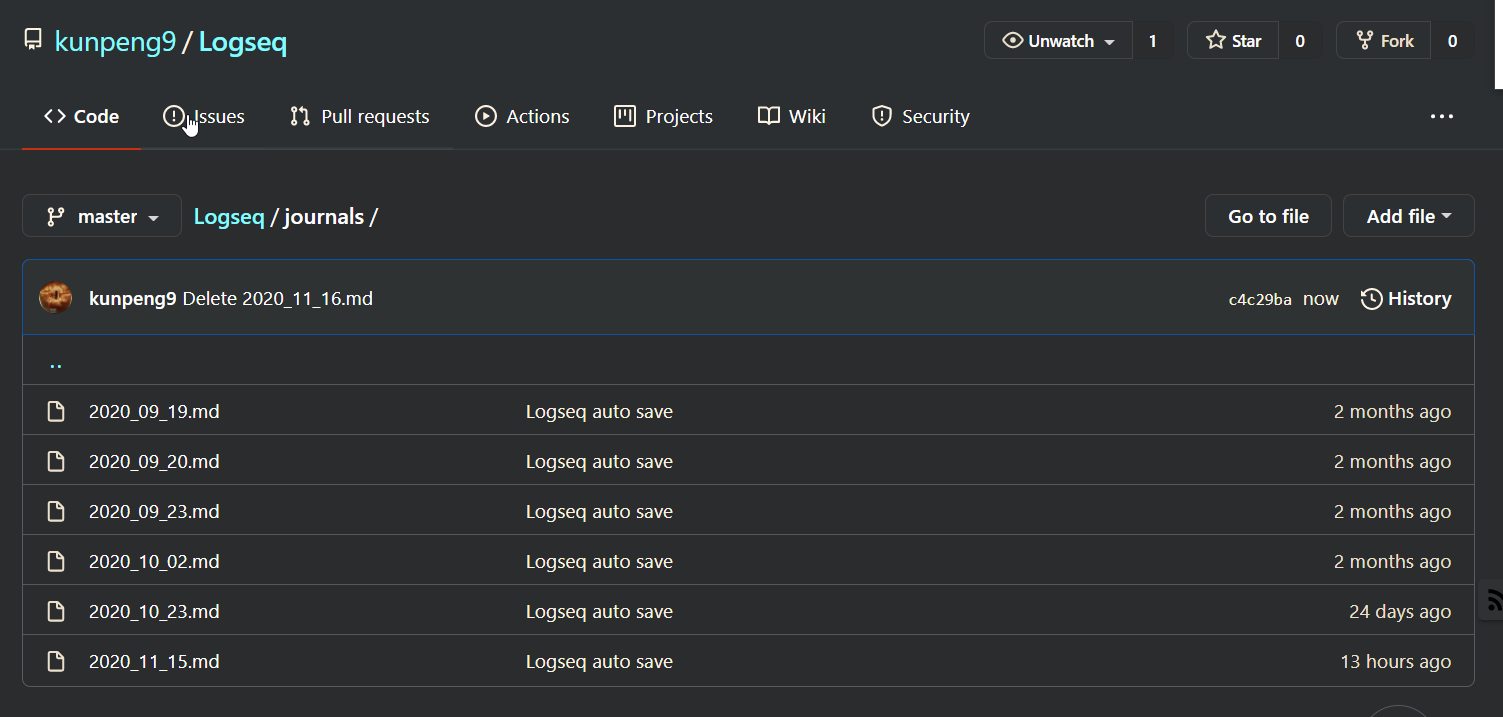 kunpeng9 / Logseq Unwatch 1 Star 0 Fork 0
Code Issues Pull requests Actions Projects Wiki Security ...
master Logseq / journals / Go to file Add file
kunpeng9 Delete 2020_11_16.md c4c29ba now History
..
2020_09_19.md Logseq auto save 2 months ago
2020_09_20.md Logseq auto save 2 months ago
2020_09_23.md Logseq auto save 2 months ago
2020_10_02.md Logseq auto save 2 months ago
2020_10_23.md Logseq auto save 24 days ago
2020_11_15.md Logseq auto save 13 hours ago